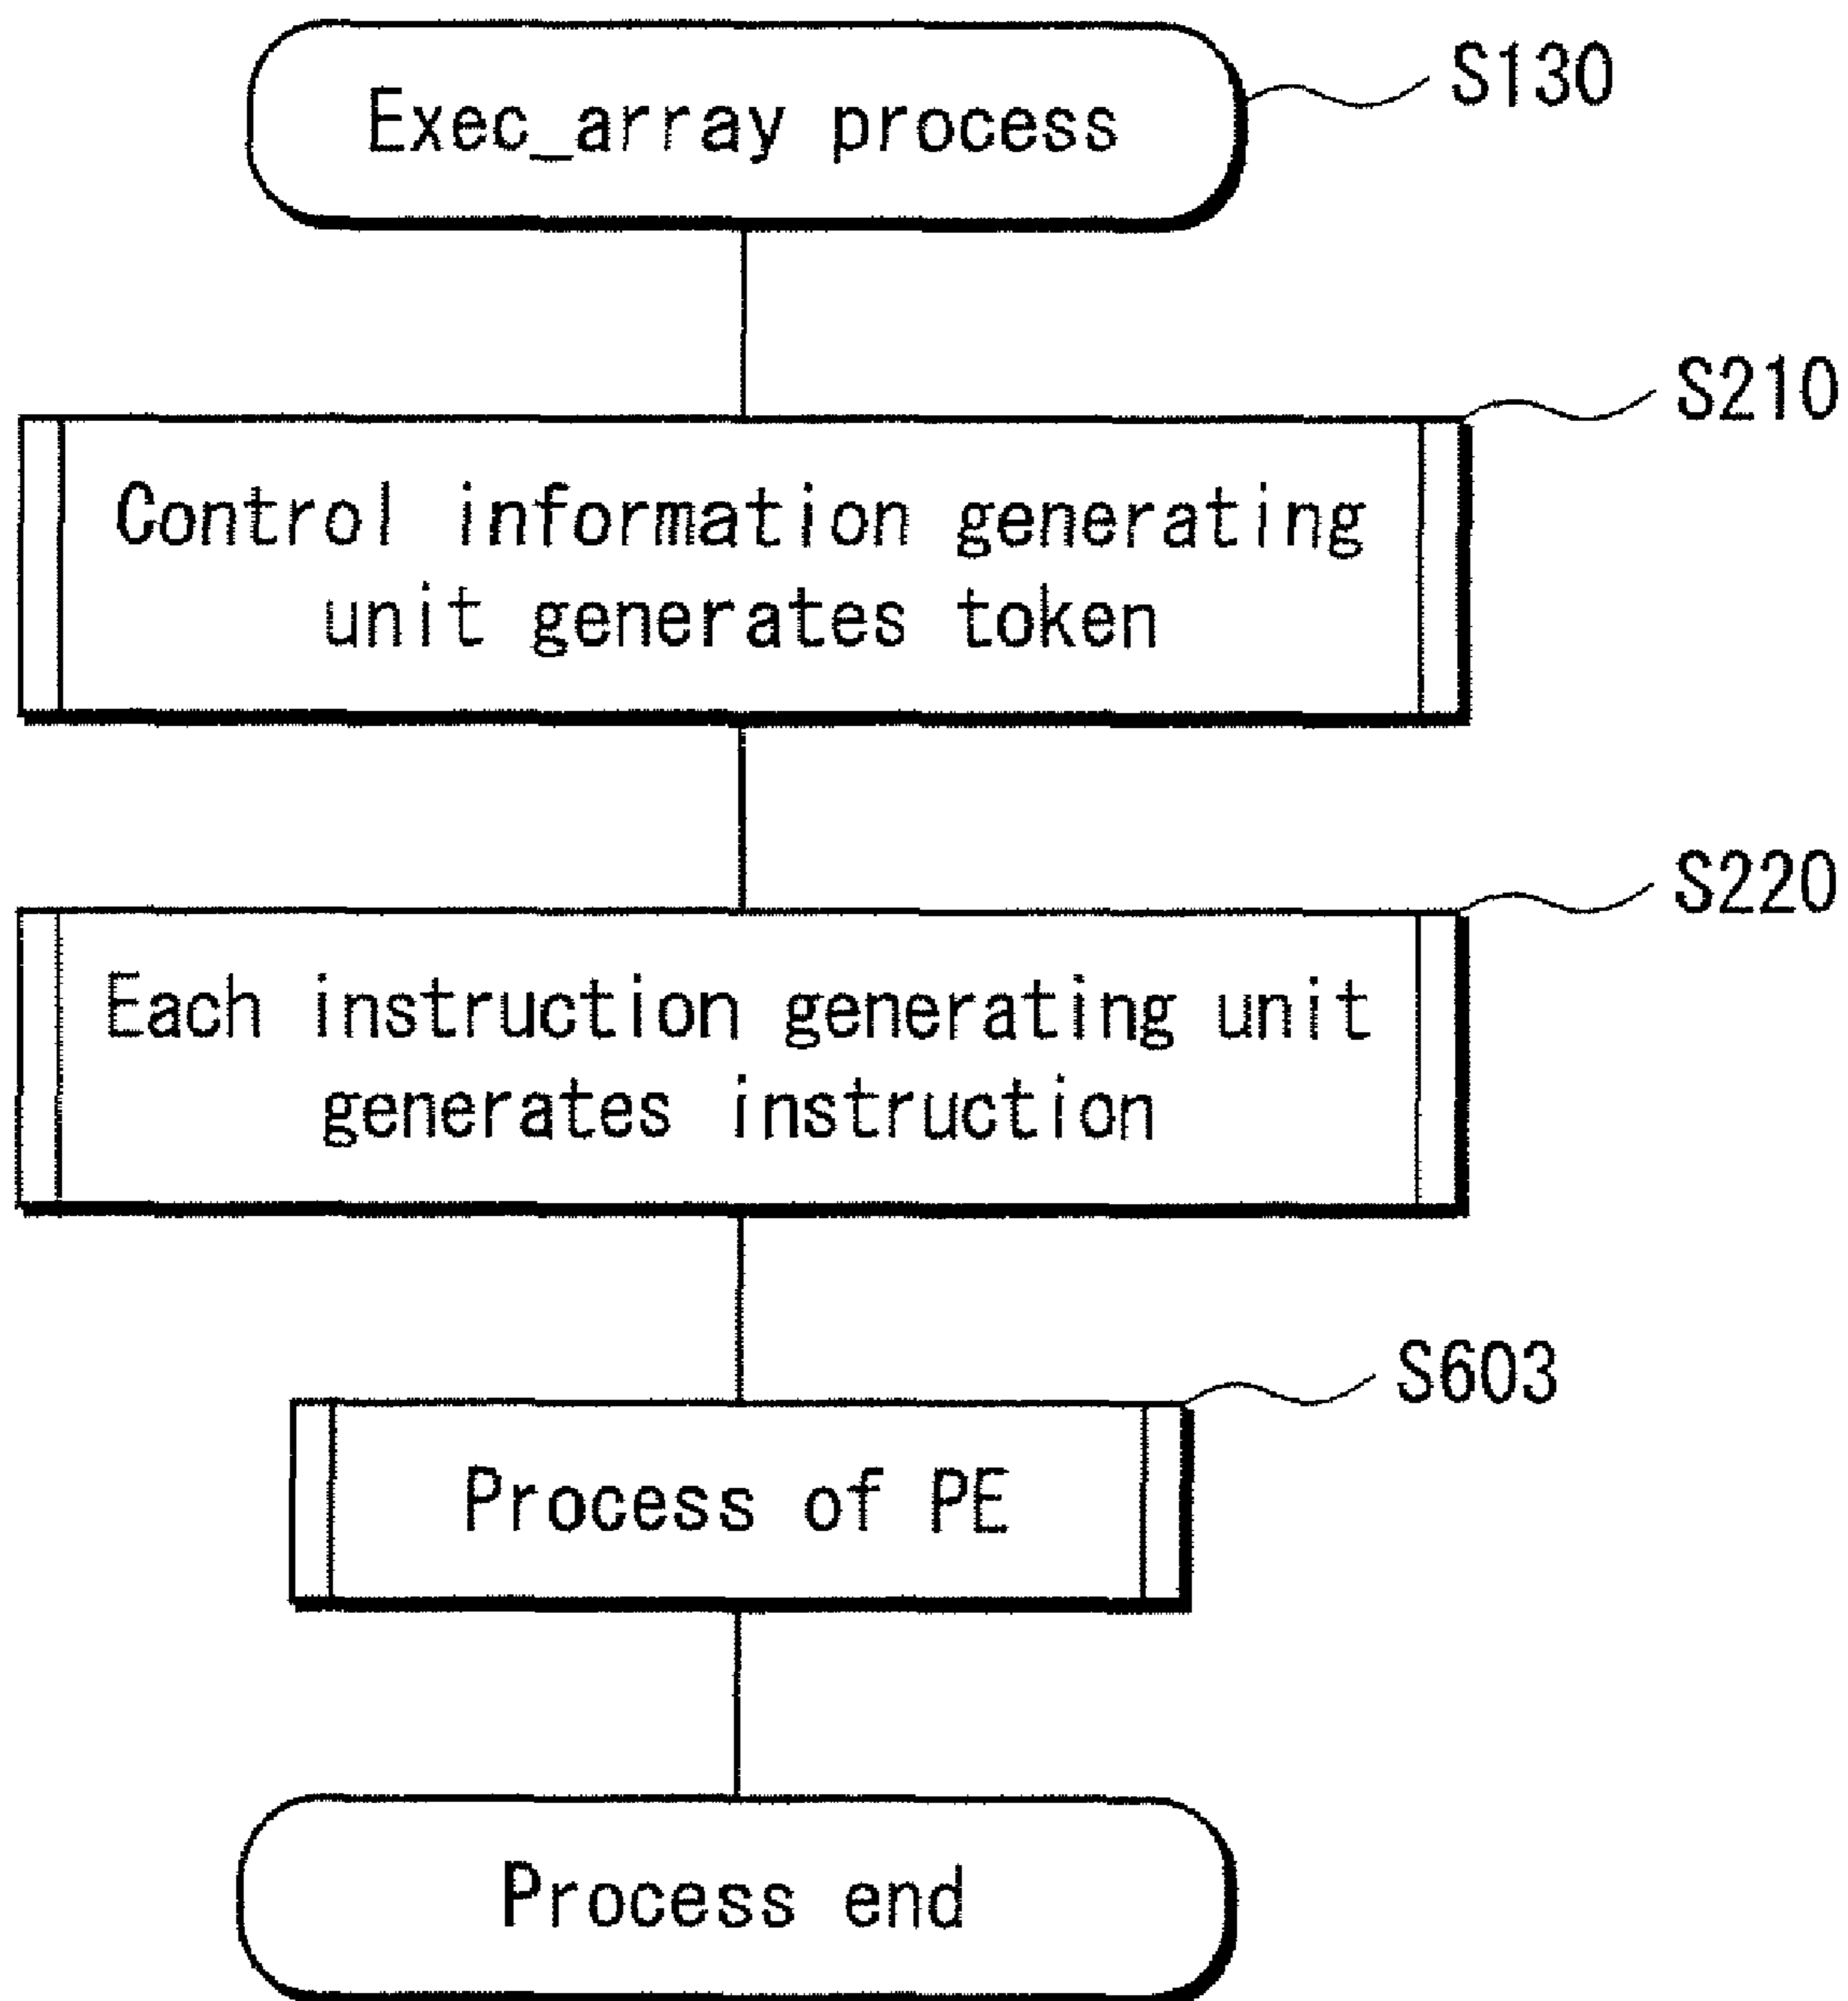 Exec_array process
S130
S210
Control information generating
unit generates token
S220
Each instruction generating unit
generates instruction
S603
Process of PE
Process end